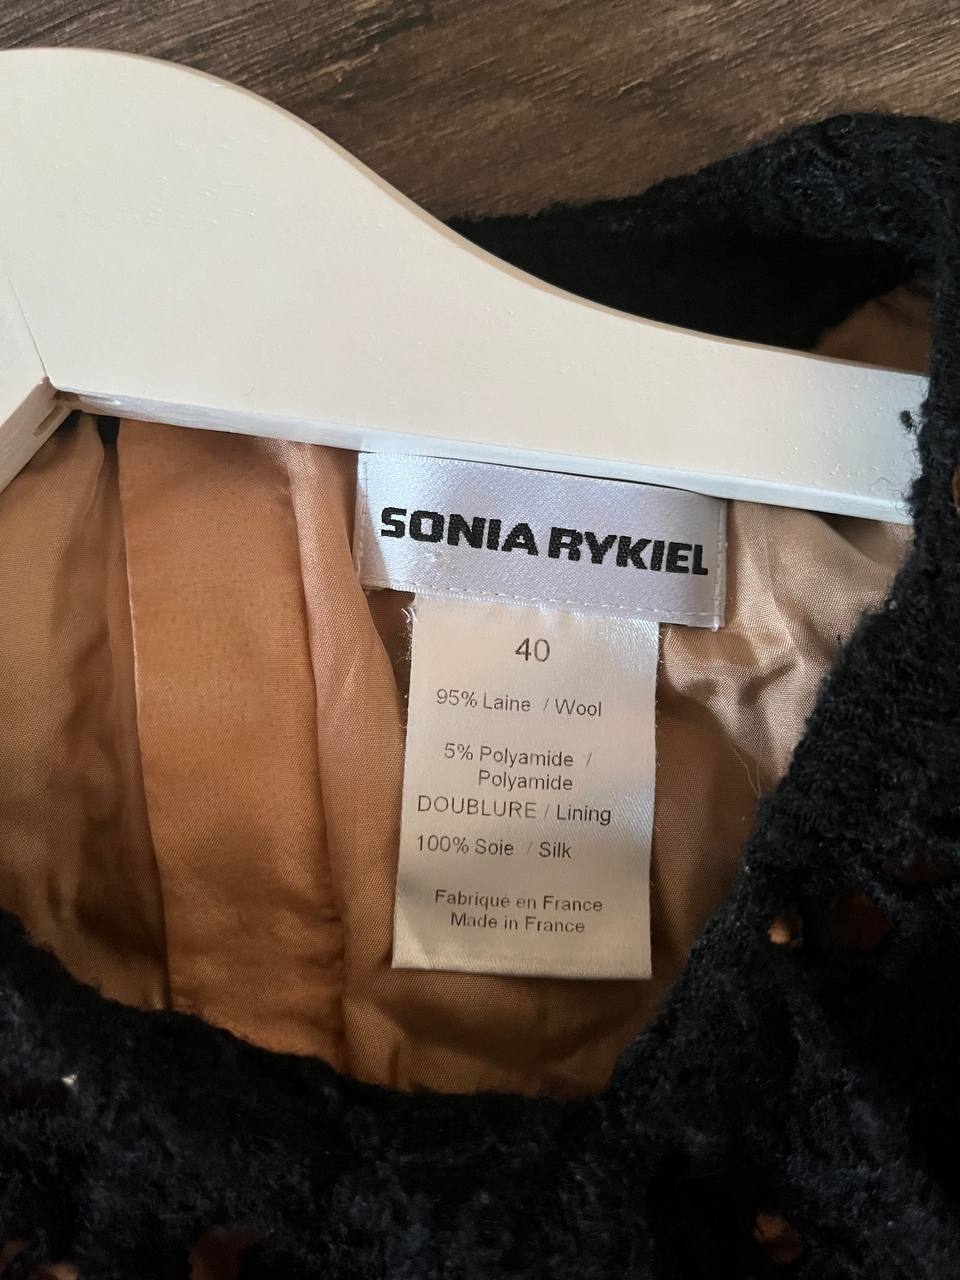 SONIA RYKIEL
40
95% Laine / Wool
5% Polyamide /
Polyamide
DOUBLURE / Lining
100% Soie / Silk
Fabrique en France
Made in France